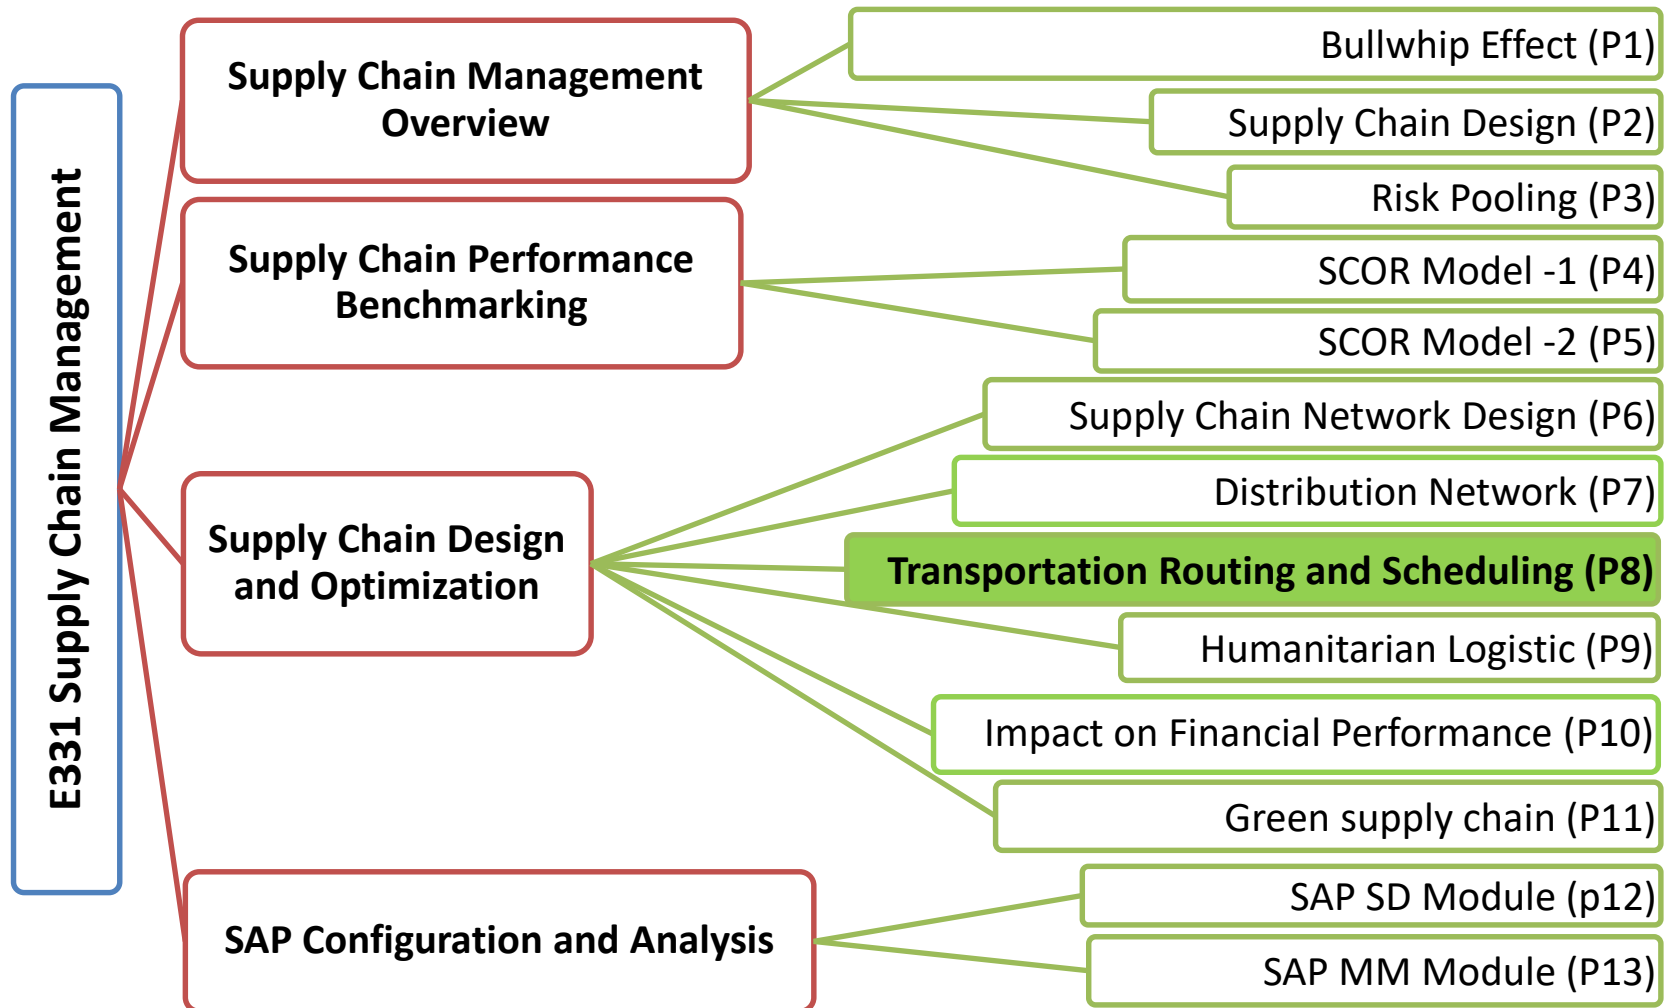 E331 Supply Chain Management
Supply Chain Management
Overview
Bullwhip Effect (P1)
Supply Chain Design (P2)
Risk Pooling (P3)
Supply Chain Performance
Benchmarking
SCOR Model -1 (P4)
SCOR Model -2 (P5)
Supply Chain Design
and Optimization
Supply Chain Network Design (P6)
Distribution Network (P7)
Transportation Routing and Scheduling (P8)
Humanitarian Logistic (P9)
Impact on Financial Performance (P10)
Green supply chain (P11)
SAP Configuration and Analysis
SAP SD Module (p12)
SAP MM Module (P13)